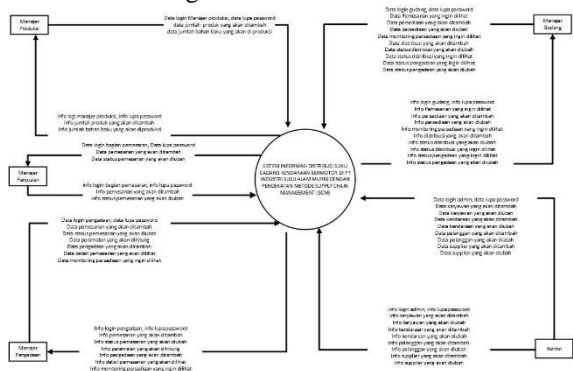 Manajer
Produksi
Data login Manajer produksi, data lupa password
Data jumlah produk yang akan ditambah
data jumlah bahan baku yang akan di produksi
Info login manajer produksi, info lupa password
Info jumlah produk yang akan ditambah
Info jumlah bahan baku yang akan diproduksi
Data login bagian pemesanan, Data lupa password
Data pemesanan yang akan ditambah
Data status pemesanan yang akan diubah
Manajer
Penjualan
Info login bagian pemesanan, info lupa password
Info pemesanan yang akan ditambah
Info status pemesanan yang akan diubah
Data login pengadaan, data lupa password
Data pemesanan yang akan ditambah
Data status pemesanan yang akan diubah
Data peramalan yang akan dihitung
Data pengadaan yang akan ditambah
Data detail pemesanan yang ingin dilihat
Data monitoring persediaan yang ingin dilihat
Manajer
Pengadaan
Info login pengadaan, info lupa password
Info pemesanan yang akan ditambah
Info status pemesanan yang akan diubah
Info peramalan yang akan dihitung
Info pengadaan yang akan ditambah
Info detail pemesanan yang akan dilihat
Info monitoring persediaan yang ingin dilihat
SISTEM INFORMASI DISTRIBUSI SUKU
CADANG KENDARAAN BERMOTOR DI PT
INDUSTRI SUSU ALAM MURNI DENGAN
PENDEKATAN METODE SUPPLY CHAIN
MANAGEMENT (SCM)
Data login gudang, data lupa password
Data Pemesanan yang ingin dilihat
Data persediaan yang akan ditambah
Data persediaan yang akan diubah
Data monitoring persediaan yang ingin dilihat
Data distribusi yang akan ditambah
Data status distribusi yang akan diubah
Data status distribusi yang ingin dilihat
Data status pengadaan yang ingin dilihat
Data status pengadaan yang akan diubah
Manajer
Gudang
Info login gudang, info lupa password
Info Pemesanan yang ingin dilihat
Info persediaan yang akan ditambah
Info persediaan yang akan diubah
Info monitoring persediaan yang ingin dilihat
Info distribusi yang akan ditambah
Info status distribusi yang akan diubah
Info status distribusi yang ingin dilihat
Info status pengadaan yang ingin dilihat
Info status pengadaan yang akan diubah
Data login admin, data lupa password
Data karyawan yang akan ditambah
Data karyawan yang akan diubah
Data kendaraan yang akan ditambah
Data kendaraan yang akan diubah
Data pelanggan yang akan ditambah
Data pelanggan yang akan diubah
Data supplier yang akan ditambah
Data supplier yang akan diubah
Info login admin, info lupa password
Info karyawan yang akan ditambah
Info karyawan yang akan diubah
Info kendaraan yang akan ditambah
Info kendaraan yang akan diubah
Info pelanggan yang akan ditambah
Info pelanggan yang akan diubah
Info supplier yang akan ditambah
Info supplier yang akan diubah
Admin